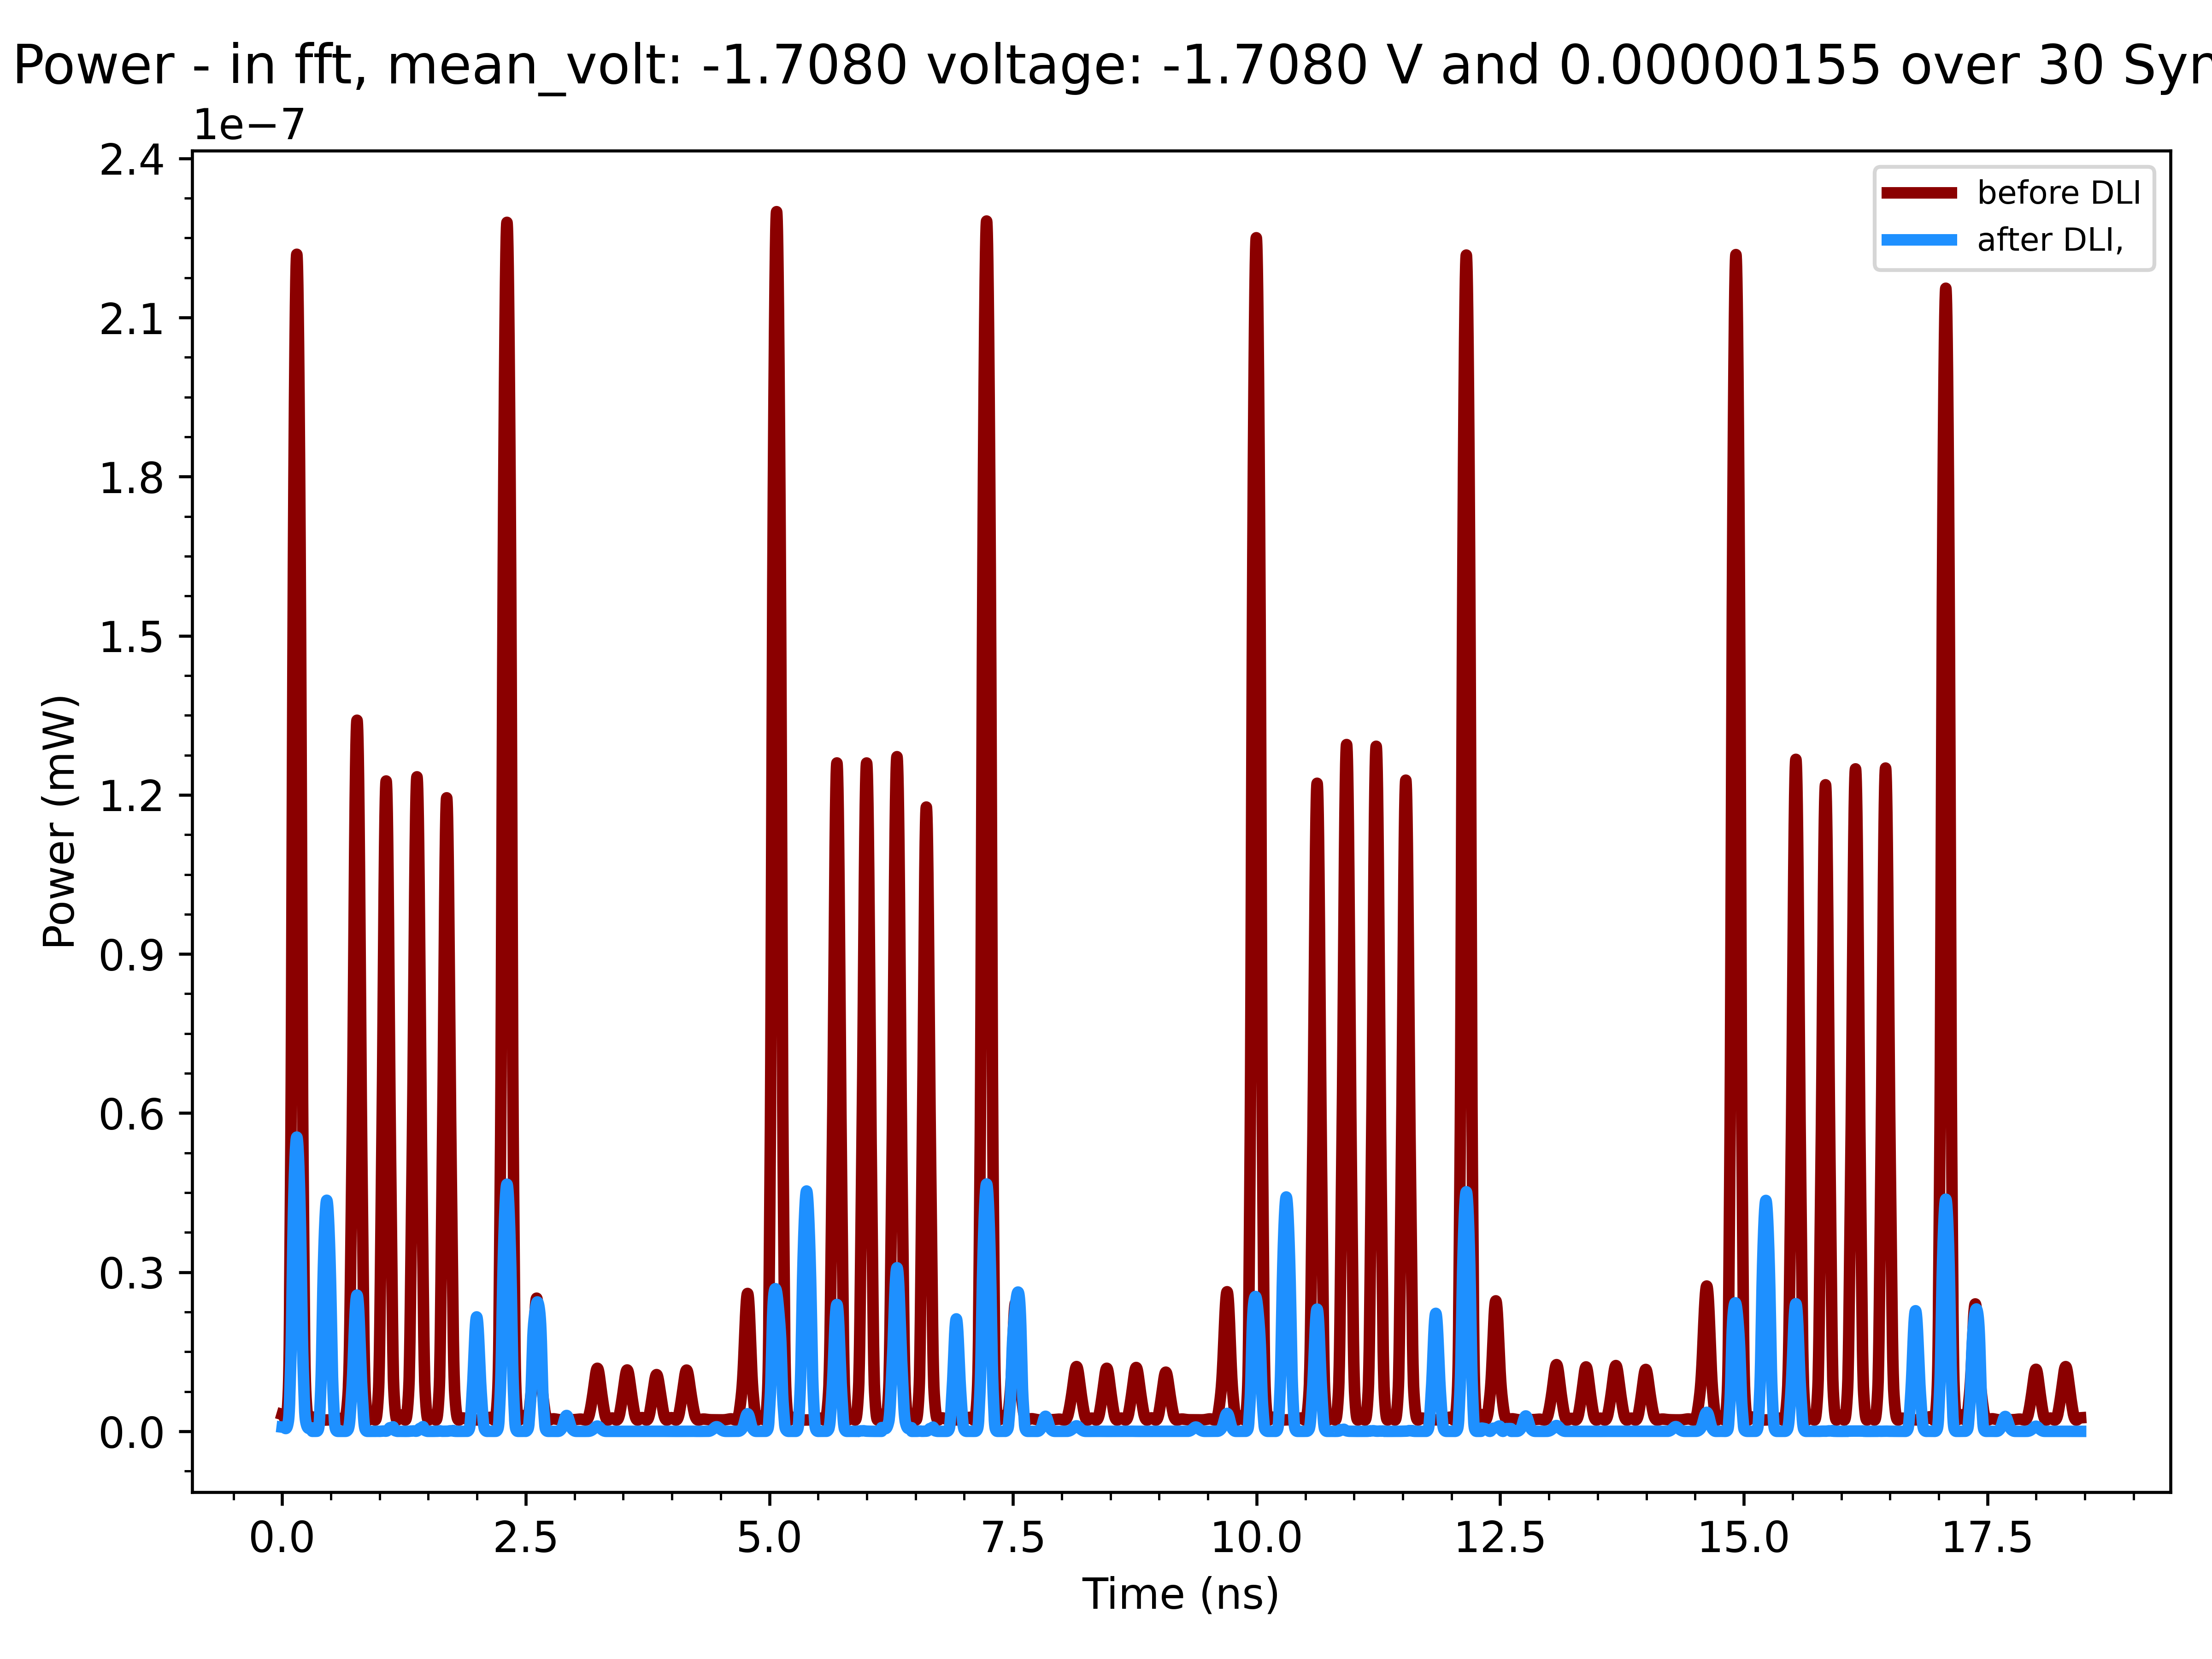 Power - in fft, mean_volt: -1.7080 voltage: -1.7080 V and 0.00000155 over 30 Sym
1e−7
before DLI
after DLI,
2.4
2.1
1.8
1.5
1.2
0.9
0.6
0.3
0.0
Power (mW)
0.0 2.5 5.0 7.5 10.0 12.5 15.0 17.5
Time (ns)